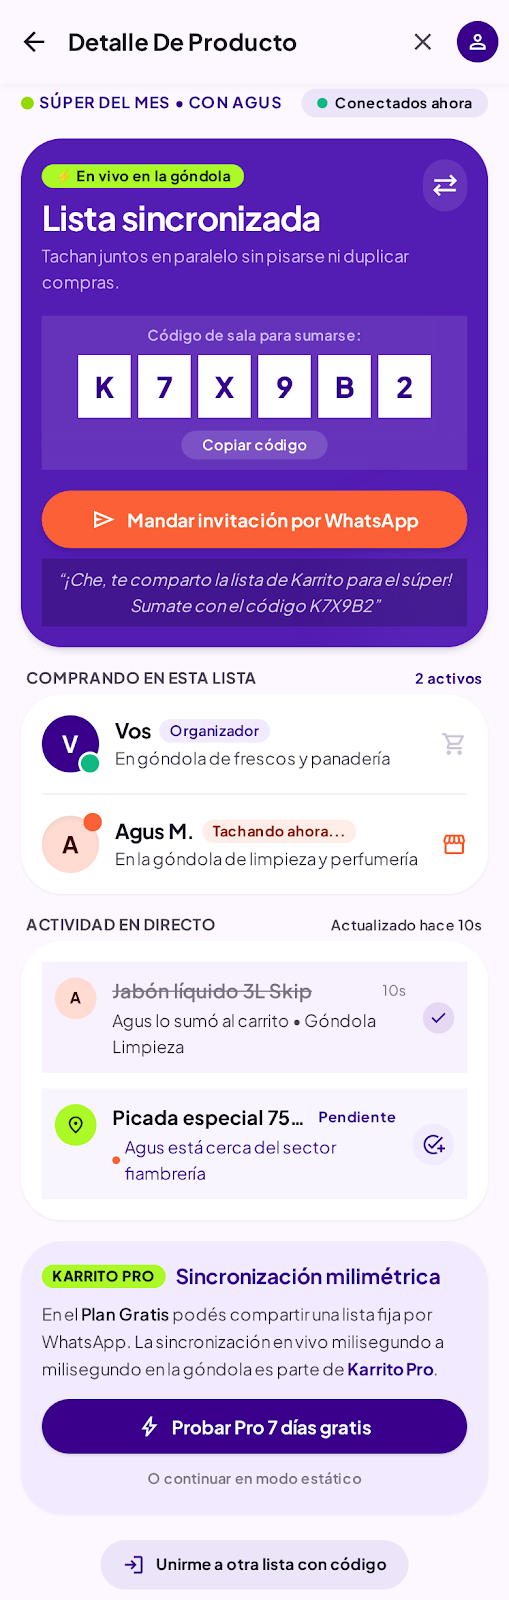 Detalle De Producto
SÚPER DEL MES • CON AGUS
Conectados ahora
⚡ En vivo en la góndola
Lista sincronizada
Tachan juntos en paralelo sin pisarse ni duplicar
compras.
Código de sala para sumarse:
K 7 X 9 B 2
Copiar código
Mandar invitación por WhatsApp
“¡Che, te comparto la lista de Karrito para el súper!
Sumate con el código K7X9B2”
COMPRANDO EN ESTA LISTA
2 activos
V
Vos
Organizador
En góndola de frescos y panadería
A
Agus M.
Tachando ahora...
En la góndola de limpieza y perfumería
ACTIVIDAD EN DIRECTO
Actualizado hace 10s
A
Jabón líquido 3L Skip
10s
Agus lo sumó al carrito • Góndola
Limpieza
Picada especial 75...
Pendiente
Agus está cerca del sector
fiambrería
KARRITO PRO
Sincronización milimétrica
En el Plan Gratis podés compartir una lista fija por
WhatsApp. La sincronización en vivo milisegundo a
milisegundo en la góndola es parte de Karrito Pro.
Probar Pro 7 días gratis
O continuar en modo estático
Unirme a otra lista con código